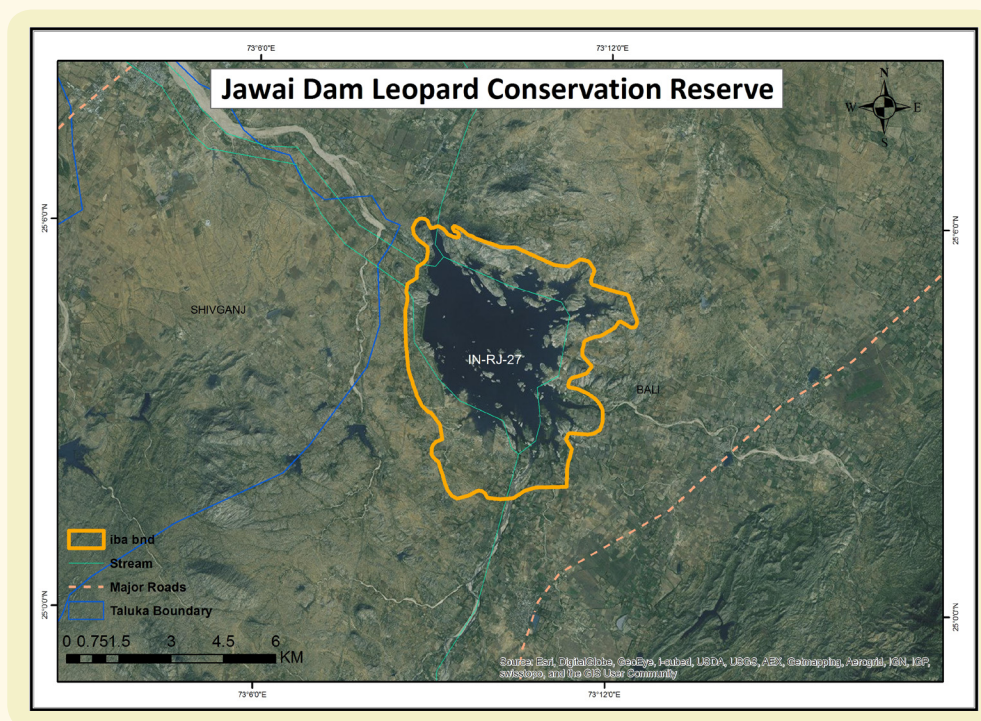 73°6'0"E
73°12'0"E
Jawai Dam Leopard Conservation Reserve
N
W
E
S
25°6'0"N
25°6'0"N
SHIVGANJ
IN-RJ-27
BALI
iba bnd
Stream
Major Roads
Taluka Boundary
25°0'0"N
25°0'0"N
0 0.751.5 3 4.5 6
KM
Source: Esri, DigitalGlobe, GeoEye, i-cubed, USDA, USGS, AEX, Getmapping, Aerogrid, IGN, IGP,
swisstopo, and the GIS User Community
73°6'0"E
73°12'0"E